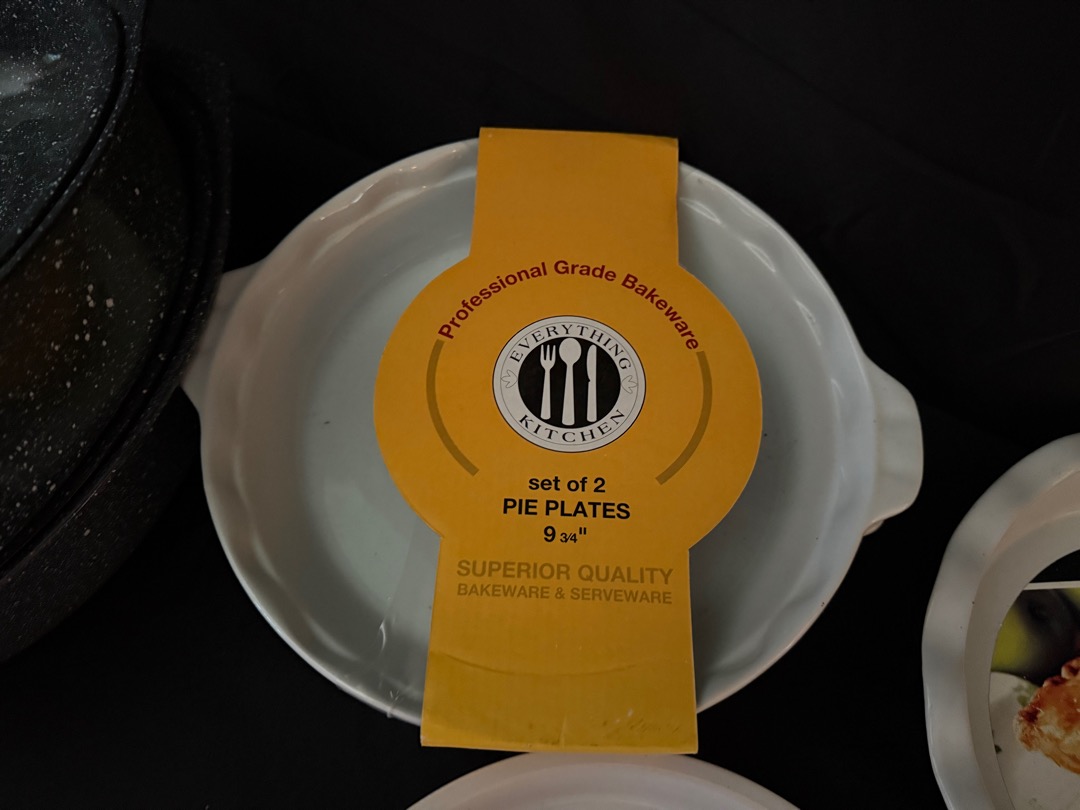 Professional Grade Bakeware
EVERYTHING
KITCHEN
set of 2
PIE PLATES
9 3/4"
SUPERIOR QUALITY
BAKEWARE & SERVEWARE